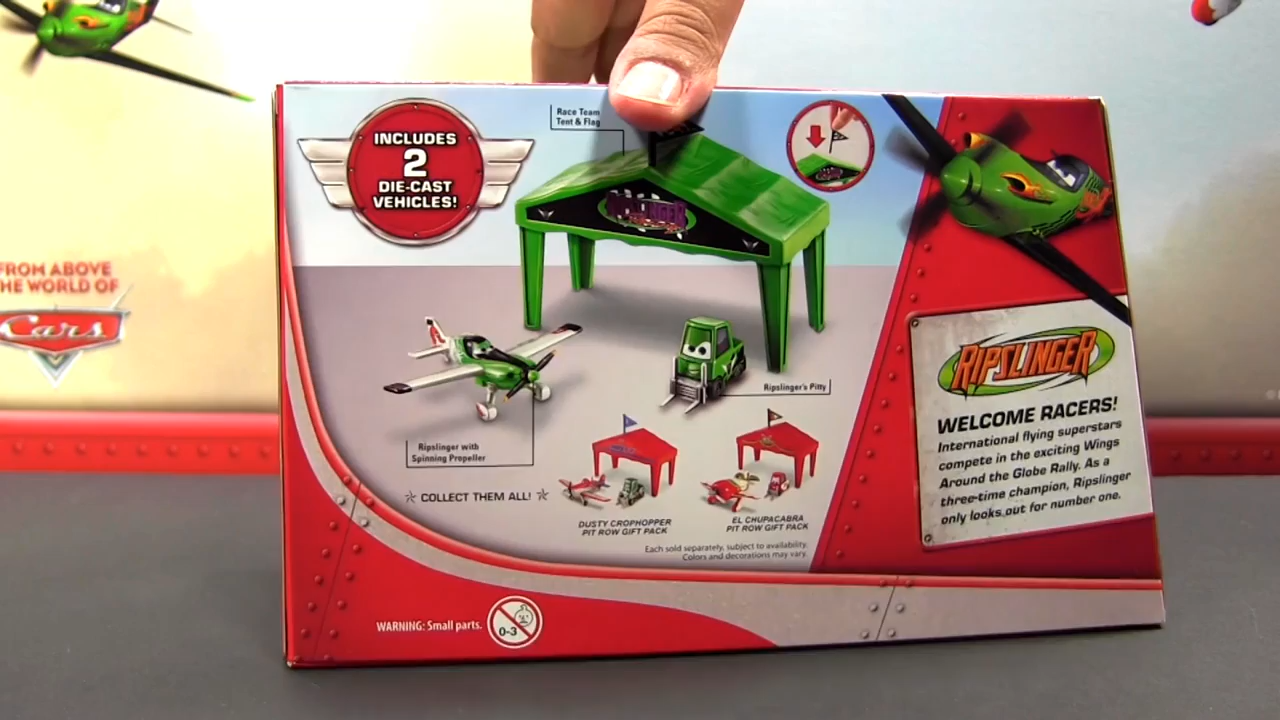 FROM ABOVE
THE WORLD OF
Cars
INCLUDES
2
DIE-CAST
VEHICLES!
Race Team
Tent & Flag
RIPSLINGER
Ripslinger with
Spinning Propeller
Ripslinger's Pitty
COLLECT THEM ALL!
DUSTY CROPHOPPER
PIT ROW GIFT PACK
EL CHUPACABRA
PIT ROW GIFT PACK
Each sold separately, subject to availability.
Colors and decorations may vary.
RIPSLINGER
WELCOME RACERS!
International flying superstars
compete in the exciting Wings
Around the Globe Rally. As a
three-time champion, Ripslinger
only looks out for number one.
WARNING: Small parts.
0-3